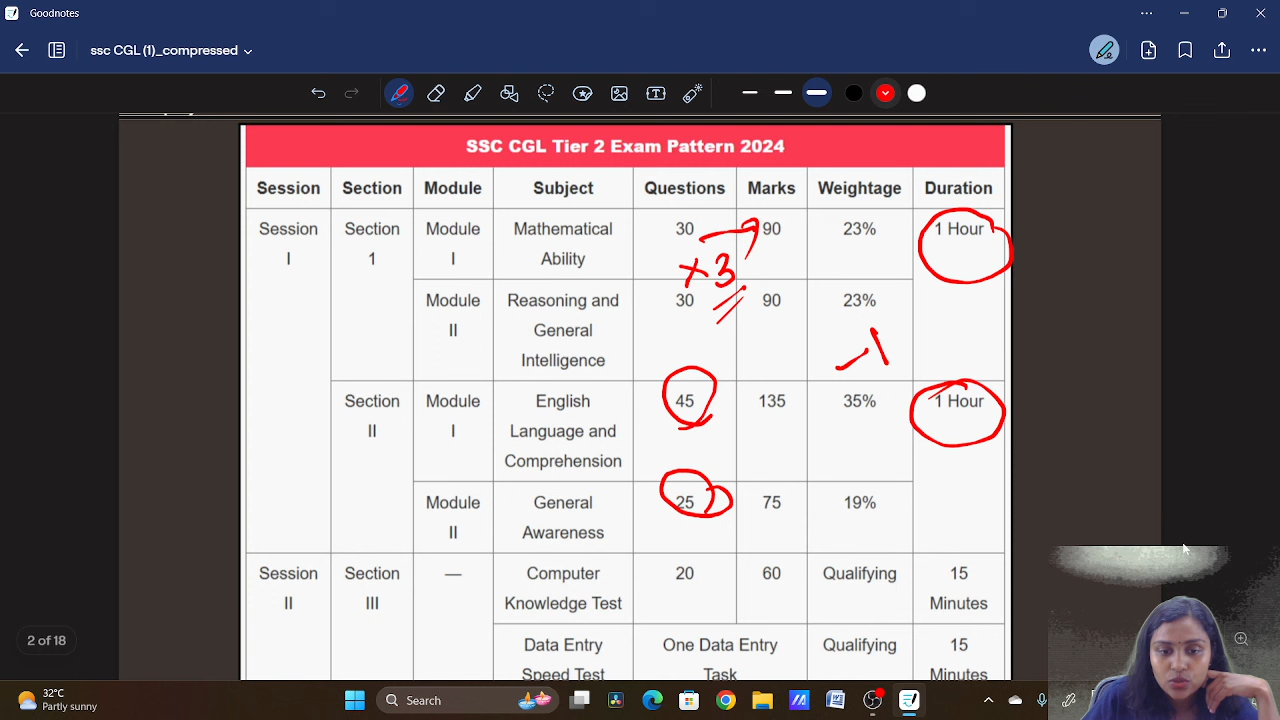 Goodnotes
ssc CGL (1)_compressed
SSC CGL Tier 2 Exam Pattern 2024
Session Section Module Subject Questions Marks Weightage Duration
Session I Section 1 Module I Mathematical Ability 30 90 23% 1 Hour
×3
Module II Reasoning and General Intelligence 30 90 23%
-1
Section II Module I English Language and Comprehension 45 135 35% 1 Hour
Module II General Awareness 25 75 19%
Session II Section III — Computer Knowledge Test 20 60 Qualifying 15 Minutes
Data Entry Speed Test One Data Entry Task Qualifying 15 Minutes
2 of 18
32°C
Partly sunny
Search